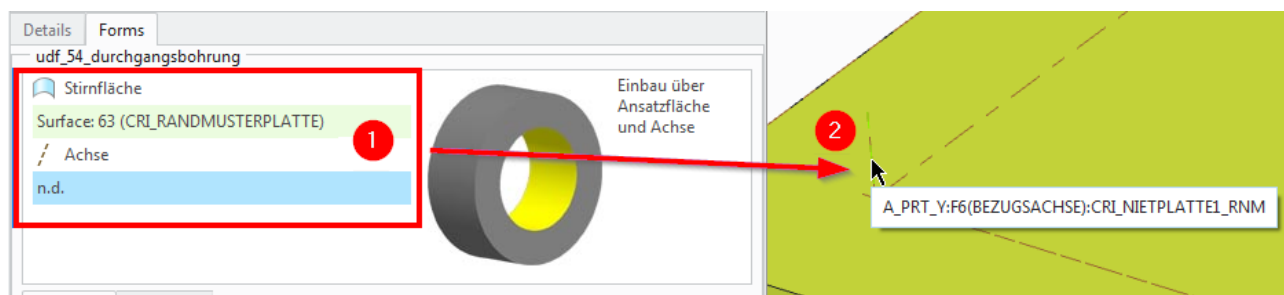 Details Forms
udf_54_durchgangsbohrung
Stirnfläche
Surface: 63 (CRI_RANDMUSTERPLATTE)
Achse
n.d.
1
Einbau über
Ansatzfläche
und Achse
2
A_PRT_Y:F6(BEZUGSACHSE):CRI_NIETPLATTE1_RNM